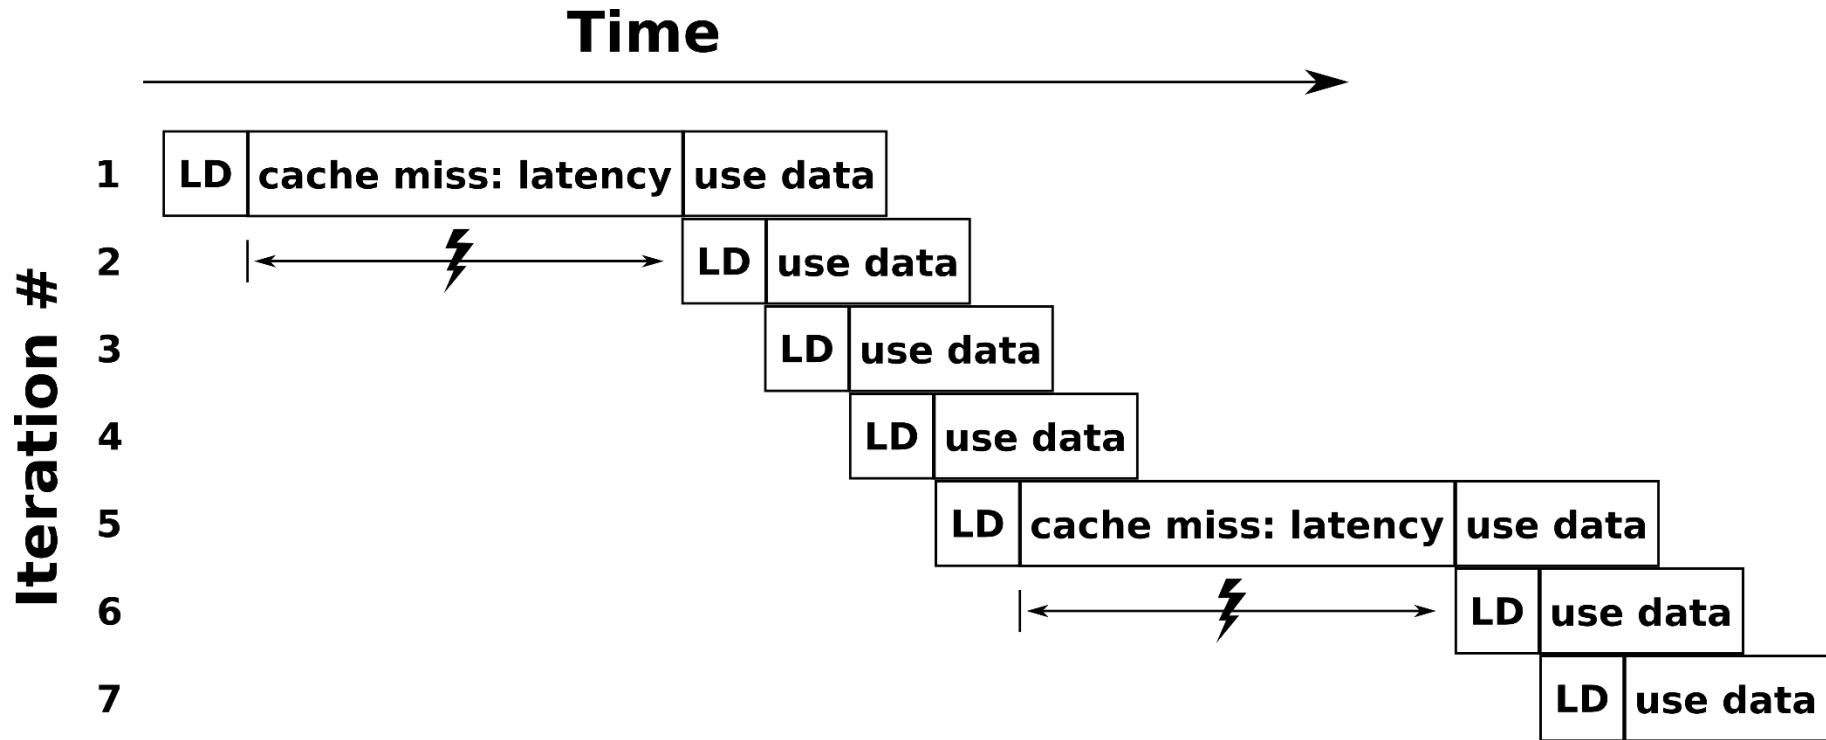 Time
Iteration #
1 LD cache miss: latency use data
2 LD use data
3 LD use data
4 LD use data
5 LD cache miss: latency use data
6 LD use data
7 LD use data